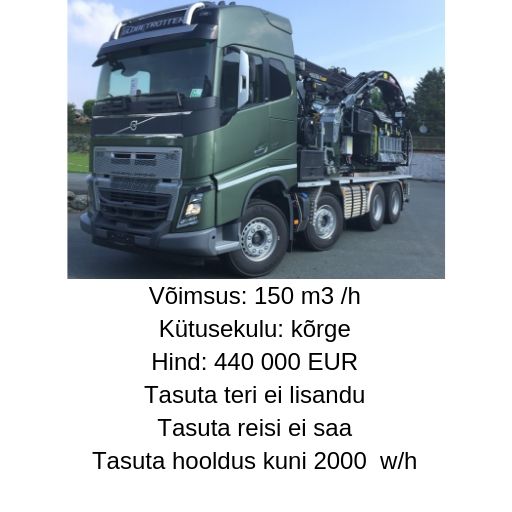 GLOBETROTTER
Võimsus: 150 m3 /h
Kütusekulu: kõrge
Hind: 440 000 EUR
Tasuta teri ei lisandu
Tasuta reisi ei saa
Tasuta hooldus kuni 2000  w/h